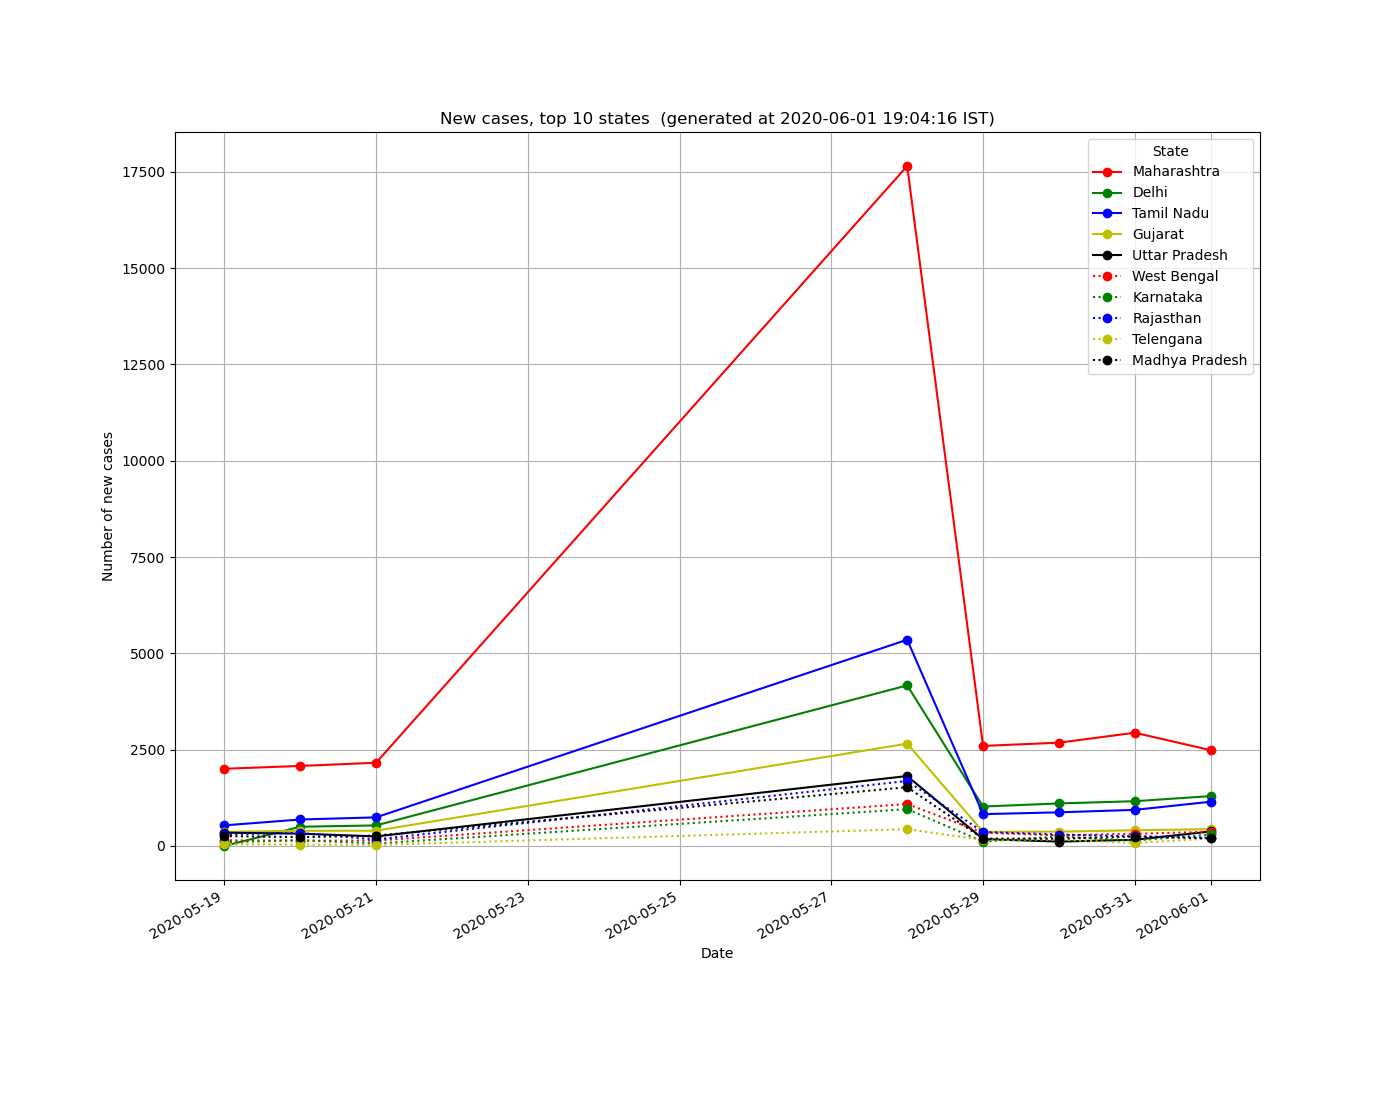 New cases, top 10 states  (generated at 2020-06-01 19:04:16 IST)
State
Maharashtra
Delhi
Tamil Nadu
Gujarat
Uttar Pradesh
West Bengal
Karnataka
Rajasthan
Telengana
Madhya Pradesh
Number of new cases
17500
15000
12500
10000
7500
5000
2500
0
2020-05-19
2020-05-21
2020-05-23
2020-05-25
2020-05-27
2020-05-29
2020-05-31
2020-06-01
Date